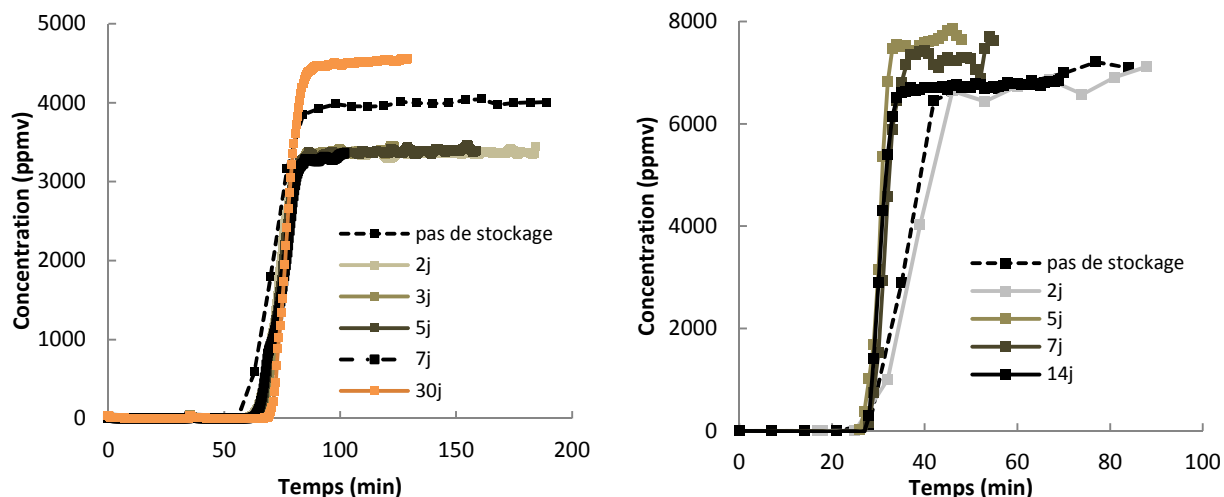 5000
4000
3000
2000
1000
0
Concentration (ppmv)
0 50 100 150 200
Temps (min)
pas de stockage
2j
3j
5j
7j
30j
8000
6000
4000
2000
0
Concentration (ppmv)
0 20 40 60 80 100
Temps (min)
pas de stockage
2j
5j
7j
14j